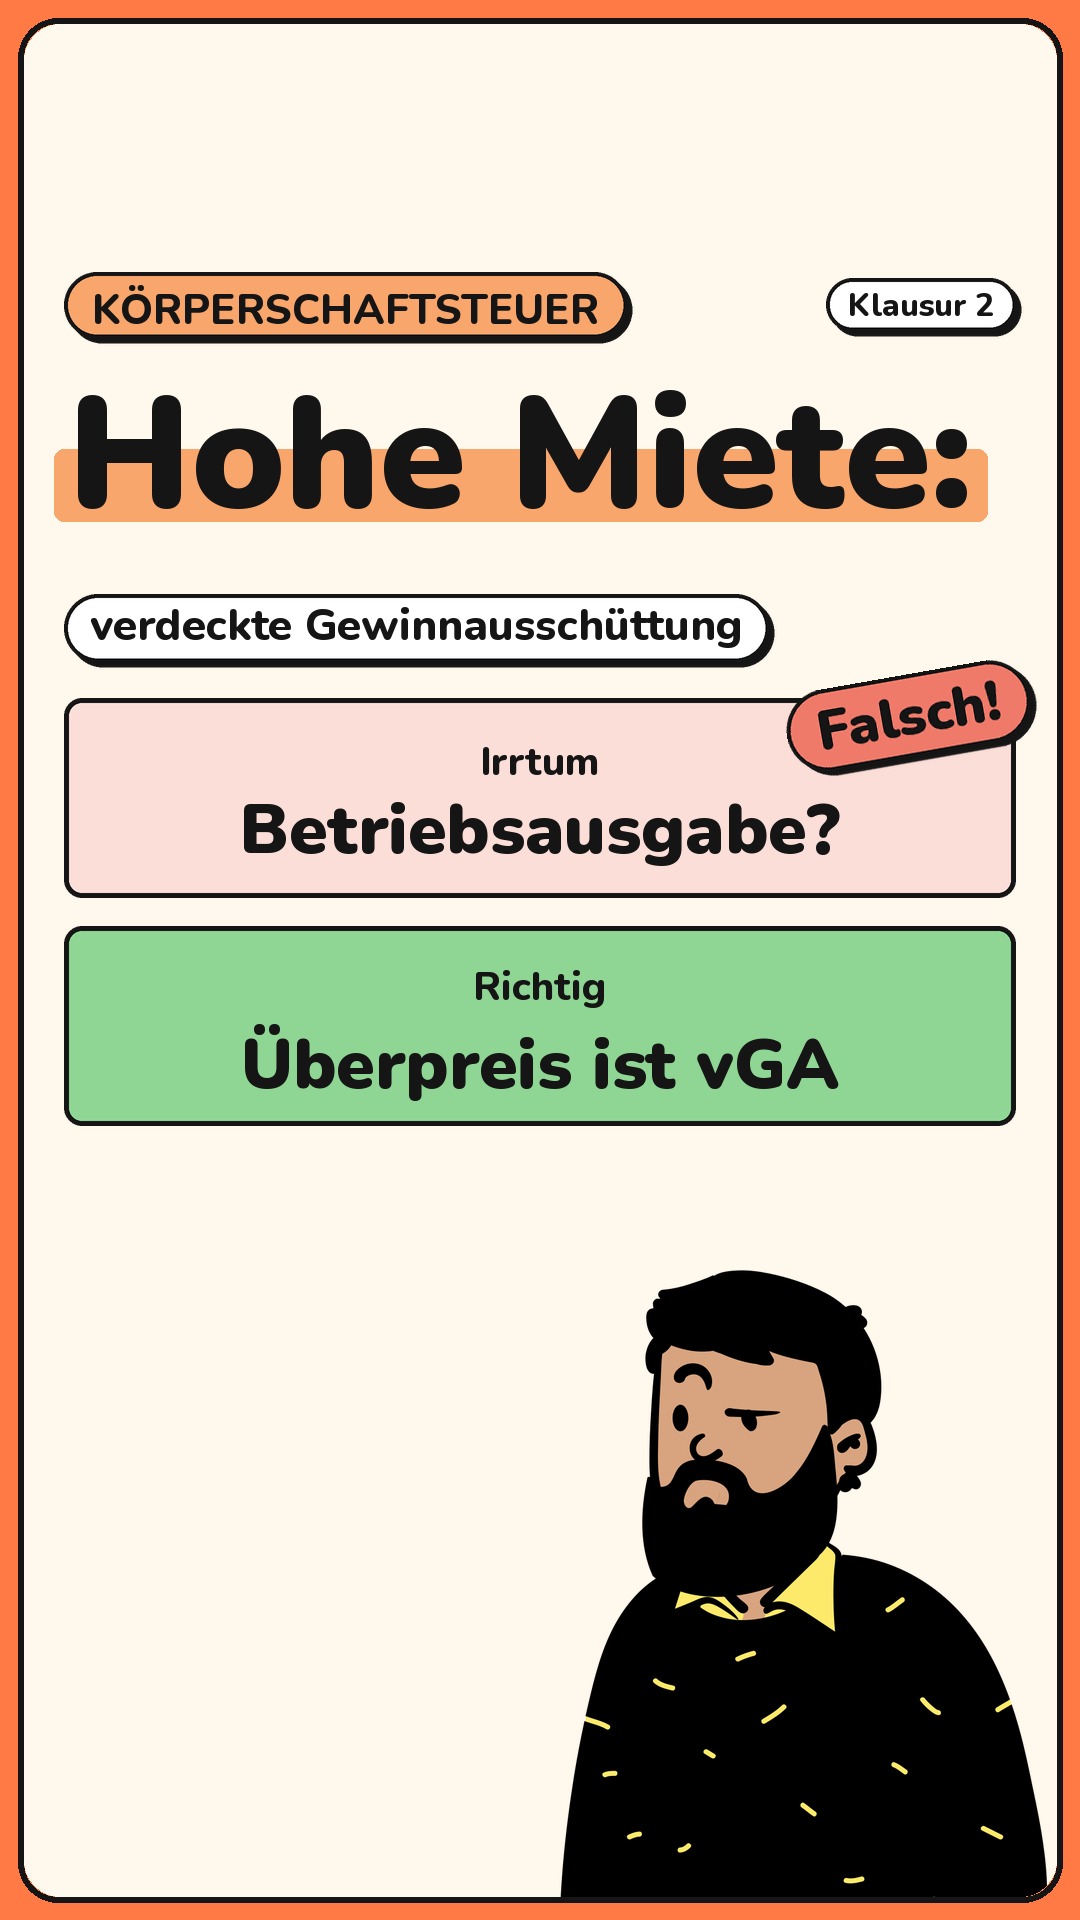 KÖRPERSCHAFTSTEUER
Klausur 2
Hohe Miete:
verdeckte Gewinnausschüttung
Falsch!
Irrtum
Betriebsausgabe?
Richtig
Überpreis ist vGA